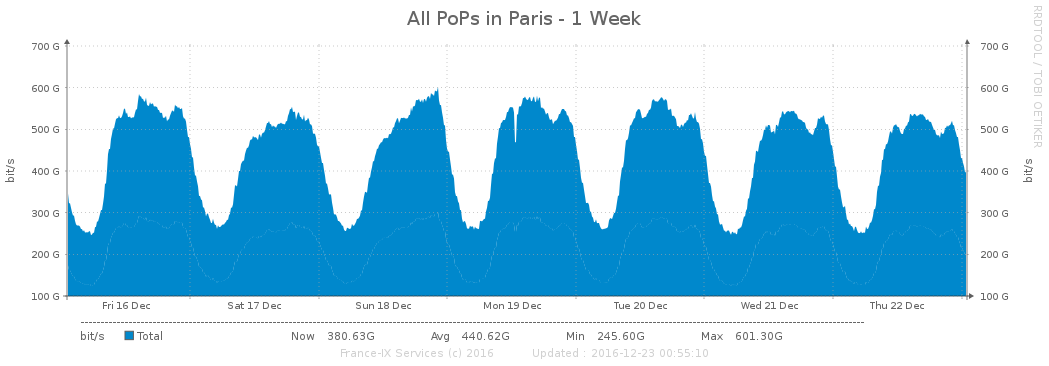 All PoPs in Paris - 1 Week
RRDTOOL / TOBI OETIKER
700 G 700 G
600 G 600 G
500 G 500 G
400 G 400 G
300 G 300 G
200 G 200 G
100 G 100 G
bit/s
bit/s
Fri 16 Dec Sat 17 Dec Sun 18 Dec Mon 19 Dec Tue 20 Dec Wed 21 Dec Thu 22 Dec
bit/s Total Now 380.63G Avg 440.62G Min 245.60G Max 601.30G
France-IX Services (c) 2016 Updated : 2016-12-23 00:55:10